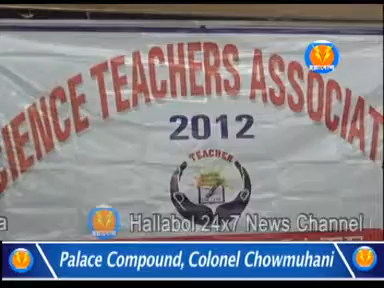 CIENCE TEACHERS ASSOCIAT
2012
TEACHER
a
Hallabol 24x7 News Channel
Palace Compound, Colonel Chowmuhani